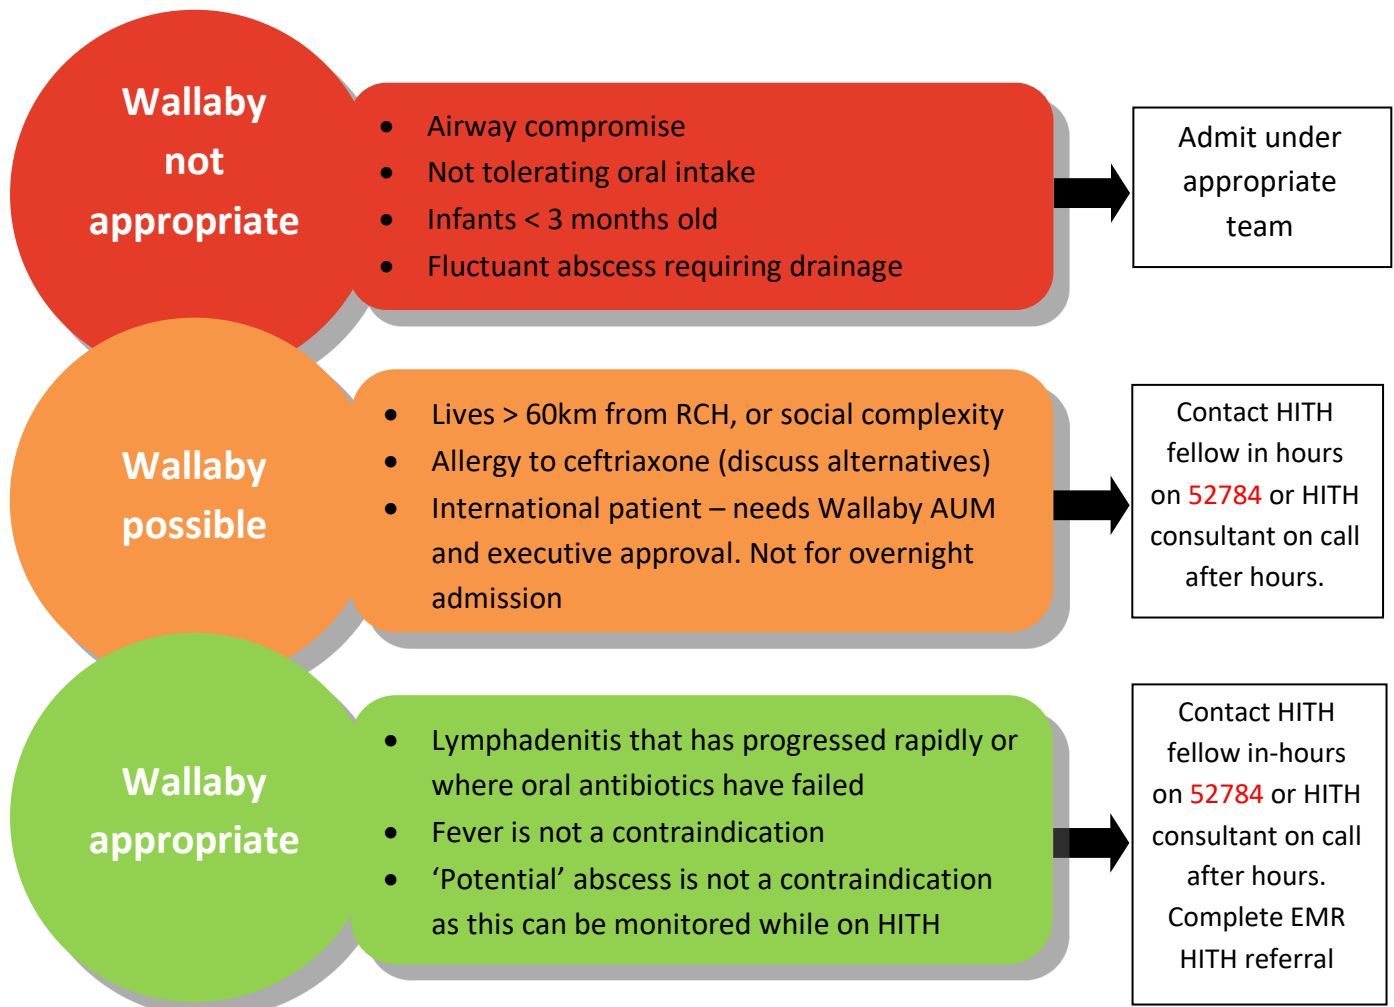 Wallaby
not
appropriate
• Airway compromise
• Not tolerating oral intake
• Infants < 3 months old
• Fluctuant abscess requiring drainage
Admit under
appropriate
team
Wallaby
possible
• Lives > 60km from RCH, or social complexity
• Allergy to ceftriaxone (discuss alternatives)
• International patient – needs Wallaby AUM
and executive approval. Not for overnight
admission
Contact HITH
fellow in hours
on 52784 or HITH
consultant on call
after hours.
Wallaby
appropriate
• Lymphadenitis that has progressed rapidly or
where oral antibiotics have failed
• Fever is not a contraindication
• ‘Potential’ abscess is not a contraindication
as this can be monitored while on HITH
Contact HITH
fellow in-hours
on 52784 or HITH
consultant on call
after hours.
Complete EMR
HITH referral